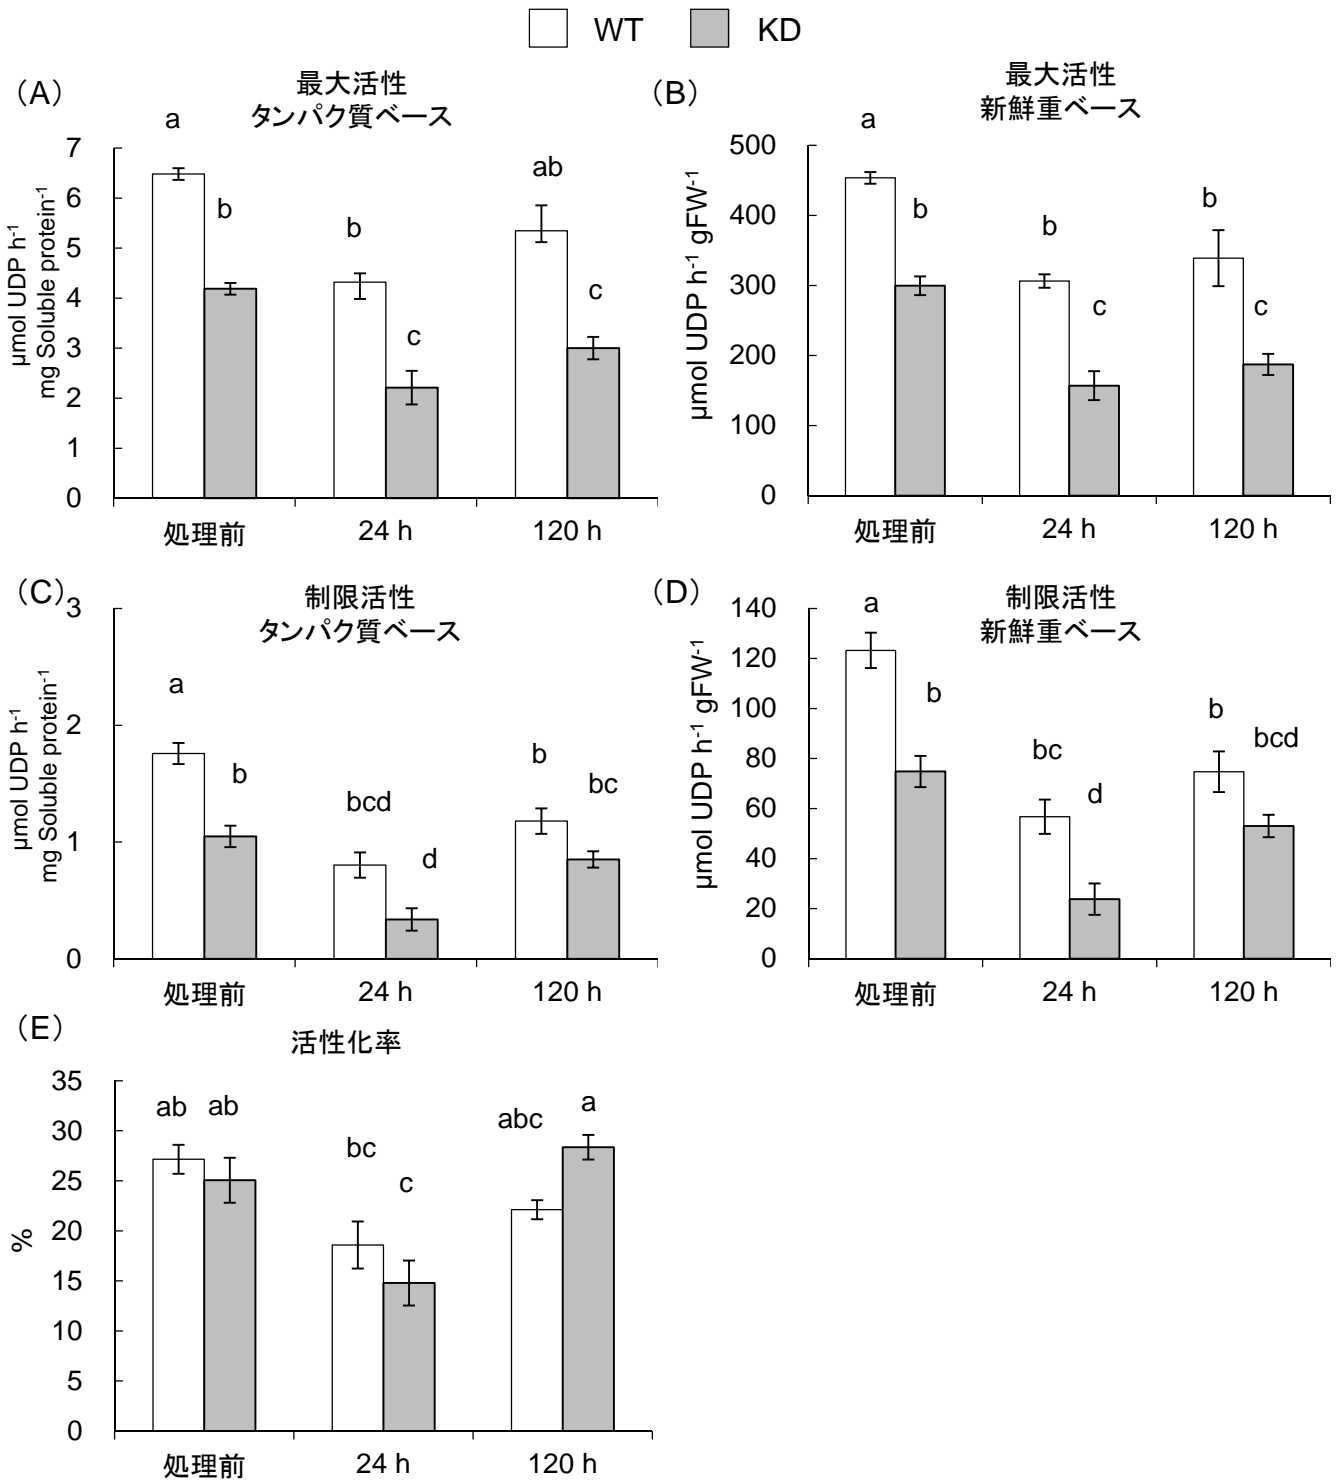 WT KD
（A）
最大活性
タンパク質ベース
µmol UDP h-1
mg Soluble protein-1
7
6
5
4
3
2
1
0
a
b
b
c
ab
c
処理前 24 h 120 h
（B）
最大活性
新鮮重ベース
µmol UDP h-1 gFW-1
500
400
300
200
100
0
a
b
b
c
b
c
処理前 24 h 120 h
（C）
制限活性
タンパク質ベース
µmol UDP h-1
mg Soluble protein-1
3
2
1
0
a
b
bcd
d
b
bc
処理前 24 h 120 h
（D）
制限活性
新鮮重ベース
µmol UDP h-1 gFW-1
140
120
100
80
60
40
20
0
a
b
bc
d
b
bcd
処理前 24 h 120 h
（E）
活性化率
%
35
30
25
20
15
10
5
0
ab
ab
bc
c
abc
a
処理前 24 h 120 h